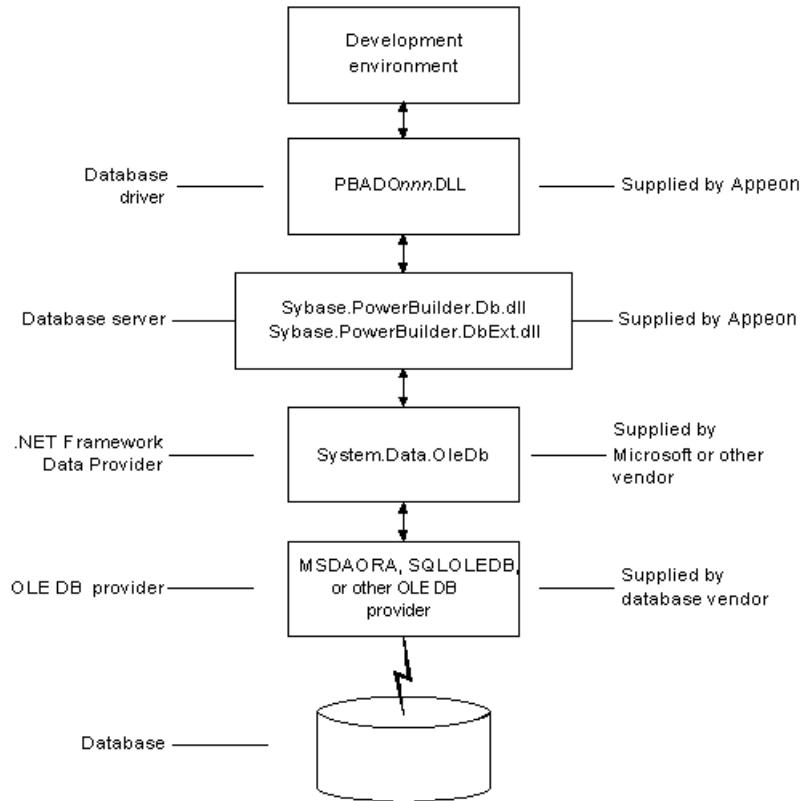 Development
environment
Database
driver
PBADOnnn.DLL
Supplied by Appeon
Database server
Sybase.PowerBuilder.Db.dll
Sybase.PowerBuilder.DbExt.dll
Supplied by Appeon
.NET Framework
Data Provider
System.Data.OleDb
Supplied by
Microsoft or other
vendor
OLE DB provider
MSDAORA, SQLOLEDB,
or other OLE DB
provider
Supplied by
database vendor
Database